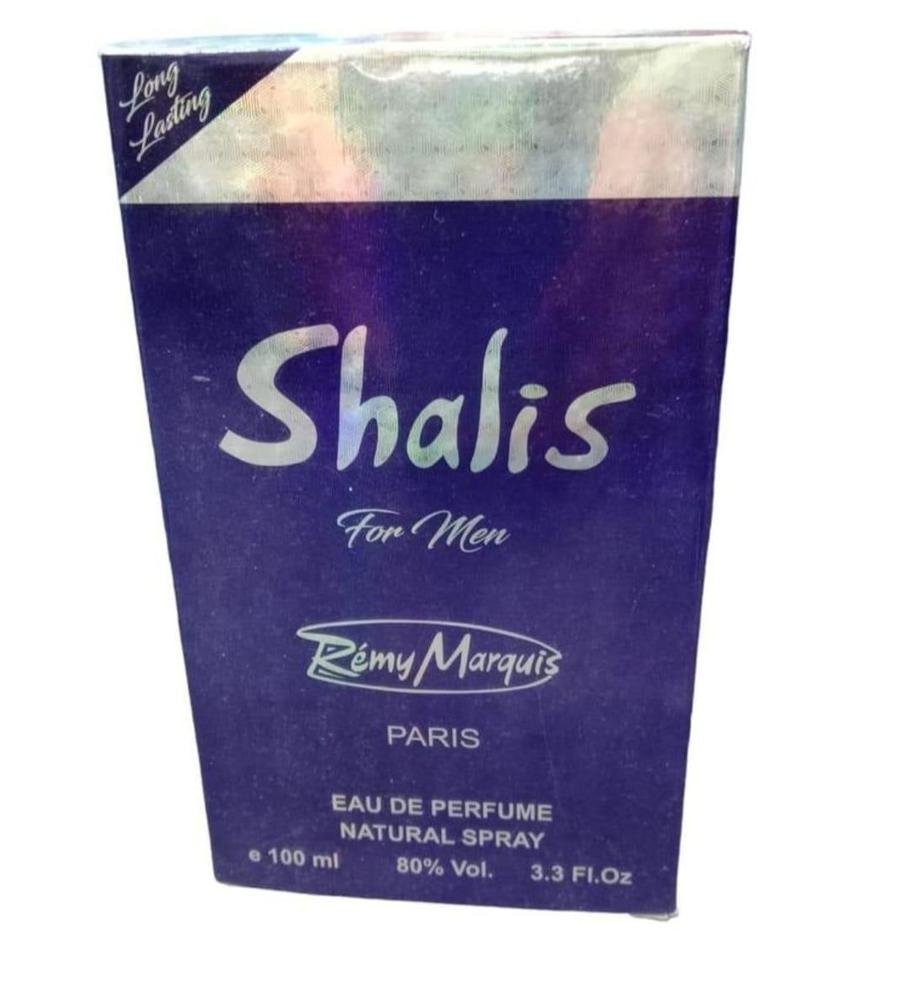 Long
Lasting
Shalis
For Men
Rémy Marquis
PARIS
EAU DE PERFUME
NATURAL SPRAY
e 100 ml 80% Vol. 3.3 Fl.Oz